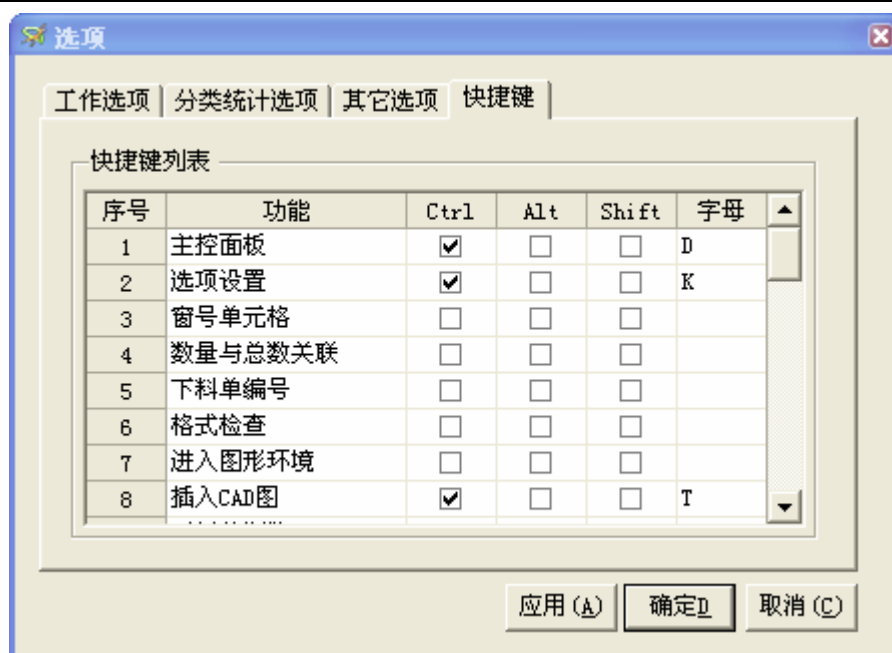 选项
工作选项 分类统计选项 其它选项 快捷键
快捷键列表
序号 功能 Ctrl Alt Shift 字母
1 主控面板 D
2 选项设置 K
3 窗号单元格
4 数量与总数关联
5 下料单编号
6 格式检查
7 进入图形环境
8 插入CAD图 T
应用(A) 确定D 取消(C)